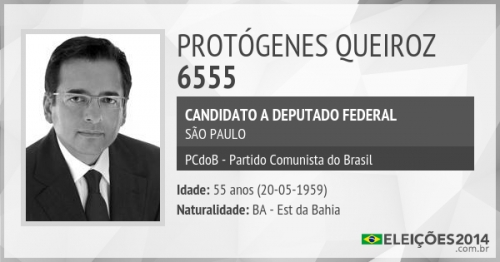 PROTÓGENES QUEIROZ
6555
CANDIDATO A DEPUTADO FEDERAL
SÃO PAULO
PCdoB - Partido Comunista do Brasil
Idade: 55 anos (20-05-1959)
Naturalidade: BA - Est da Bahia
ELEIÇÕES2014
.com.br